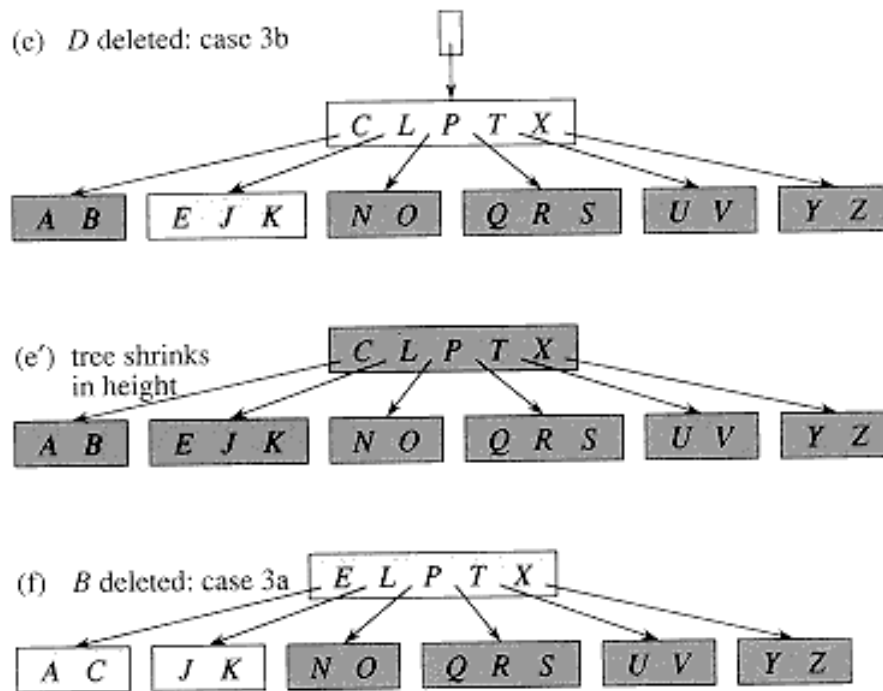 (e) D deleted: case 3b
C L P T X
A B E J K N O Q R S U V Y Z
(e′) tree shrinks
in height
C L P T X
A B E J K N O Q R S U V Y Z
(f) B deleted: case 3a
E L P T X
A C J K N O Q R S U V Y Z